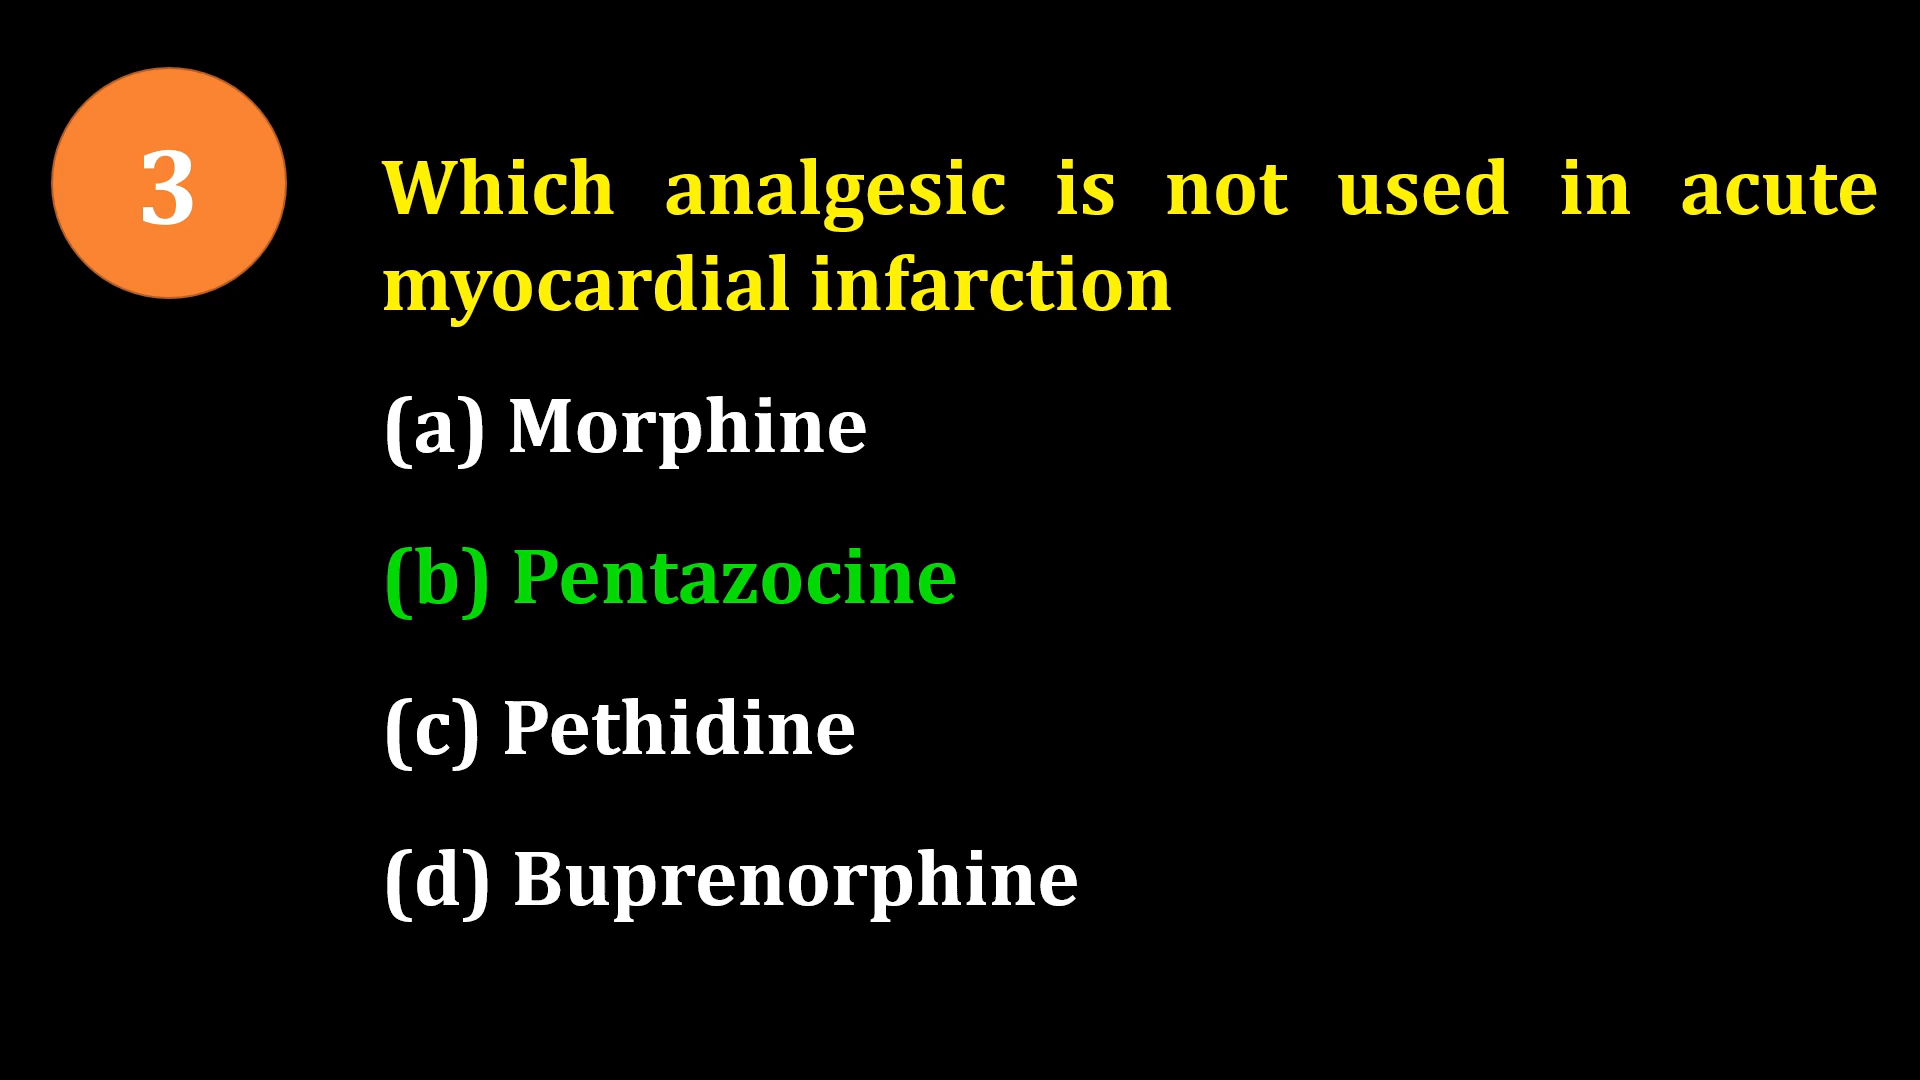 3
Which analgesic is not used in acute
myocardial infarction
(a) Morphine
(b) Pentazocine
(c) Pethidine
(d) Buprenorphine